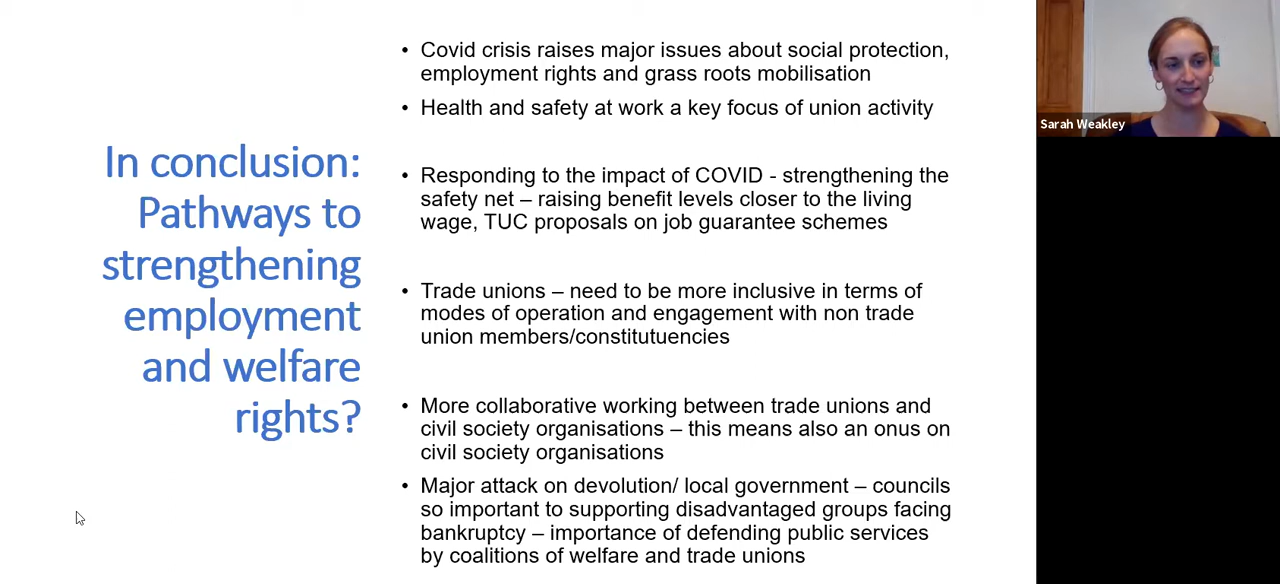 In conclusion:
Pathways to
strengthening
employment
and welfare
rights?
• Covid crisis raises major issues about social protection,
employment rights and grass roots mobilisation
• Health and safety at work a key focus of union activity
• Responding to the impact of COVID - strengthening the
safety net – raising benefit levels closer to the living
wage, TUC proposals on job guarantee schemes
• Trade unions – need to be more inclusive in terms of
modes of operation and engagement with non trade
union members/constitutuencies
• More collaborative working between trade unions and
civil society organisations – this means also an onus on
civil society organisations
• Major attack on devolution/ local government – councils
so important to supporting disadvantaged groups facing
bankruptcy – importance of defending public services
by coalitions of welfare and trade unions
Sarah Weakley